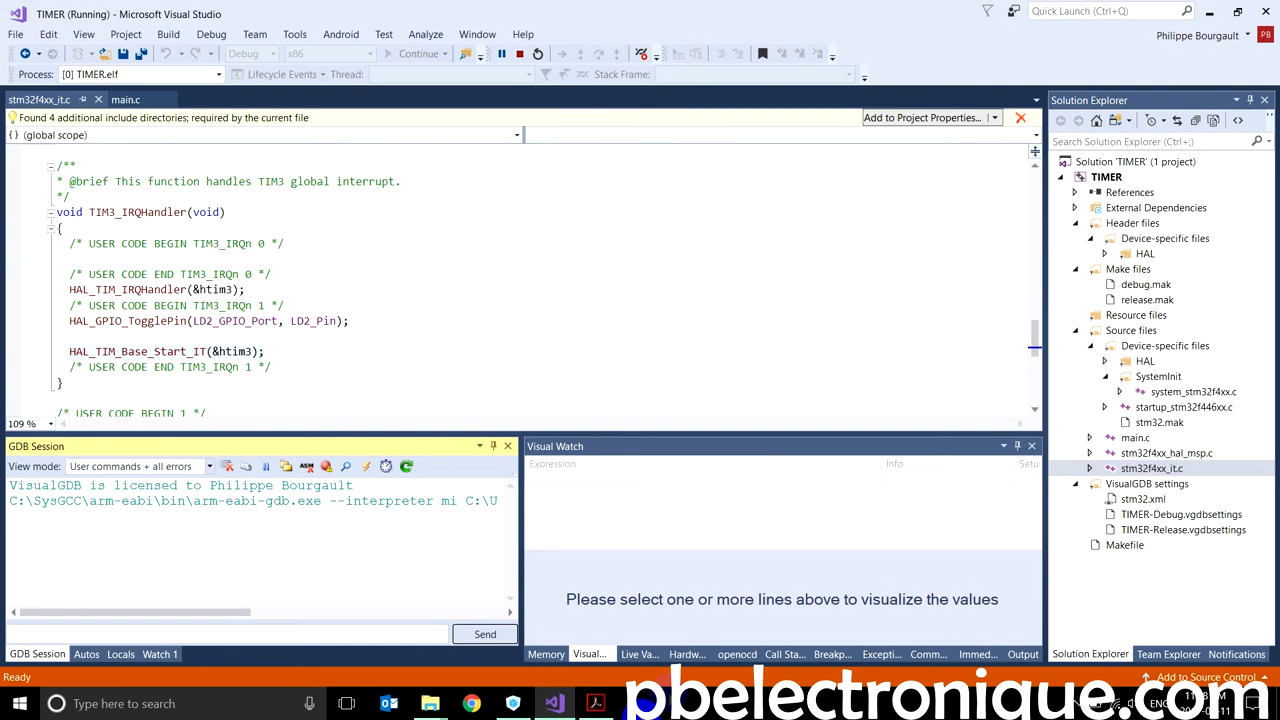 TIMER (Running) - Microsoft Visual Studio
Quick Launch (Ctrl+Q)
File Edit View Project Build Debug Team Tools Android Test Analyze Window Help
Philippe Bourgault PB
Debug x86 Continue
Process: [0] TIMER.elf Lifecycle Events Thread: Stack Frame:
stm32f4xx_it.c main.c
Found 4 additional include directories; required by the current file
Add to Project Properties...
{ } (global scope)
/**
* @brief This function handles TIM3 global interrupt.
*/
void TIM3_IRQHandler(void)
{
/* USER CODE BEGIN TIM3_IRQn 0 */
/* USER CODE END TIM3_IRQn 0 */
HAL_TIM_IRQHandler(&htim3);
/* USER CODE BEGIN TIM3_IRQn 1 */
HAL_GPIO_TogglePin(LD2_GPIO_Port, LD2_Pin);
HAL_TIM_Base_Start_IT(&htim3);
/* USER CODE END TIM3_IRQn 1 */
}
/* USER CODE BEGIN 1 */
109 %
GDB Session
View mode: User commands + all errors
ASM
VisualGDB is licensed to Philippe Bourgault
C:\SysGCC\arm-eabi\bin\arm-eabi-gdb.exe --interpreter mi C:\U
Send
GDB Session Autos Locals Watch 1
Visual Watch
Expression Info Setu
Please select one or more lines above to visualize the values
Memory Visual... Live Va... Hardw... openocd Call Sta... Breakp... Excepti... Comm... Immed... Output
Solution Explorer
Search Solution Explorer (Ctrl+;)
Solution 'TIMER' (1 project)
TIMER
References
External Dependencies
Header files
Device-specific files
HAL
Make files
debug.mak
release.mak
Resource files
Source files
Device-specific files
HAL
SystemInit
system_stm32f4xx.c
startup_stm32f446xx.c
stm32.mak
main.c
stm32f4xx_hal_msp.c
stm32f4xx_it.c
VisualGDB settings
stm32.xml
TIMER-Debug.vgdbsettings
TIMER-Release.vgdbsettings
Makefile
Solution Explorer Team Explorer Notifications
Ready
Add to Source Control
Type here to search
pbelectronique.com